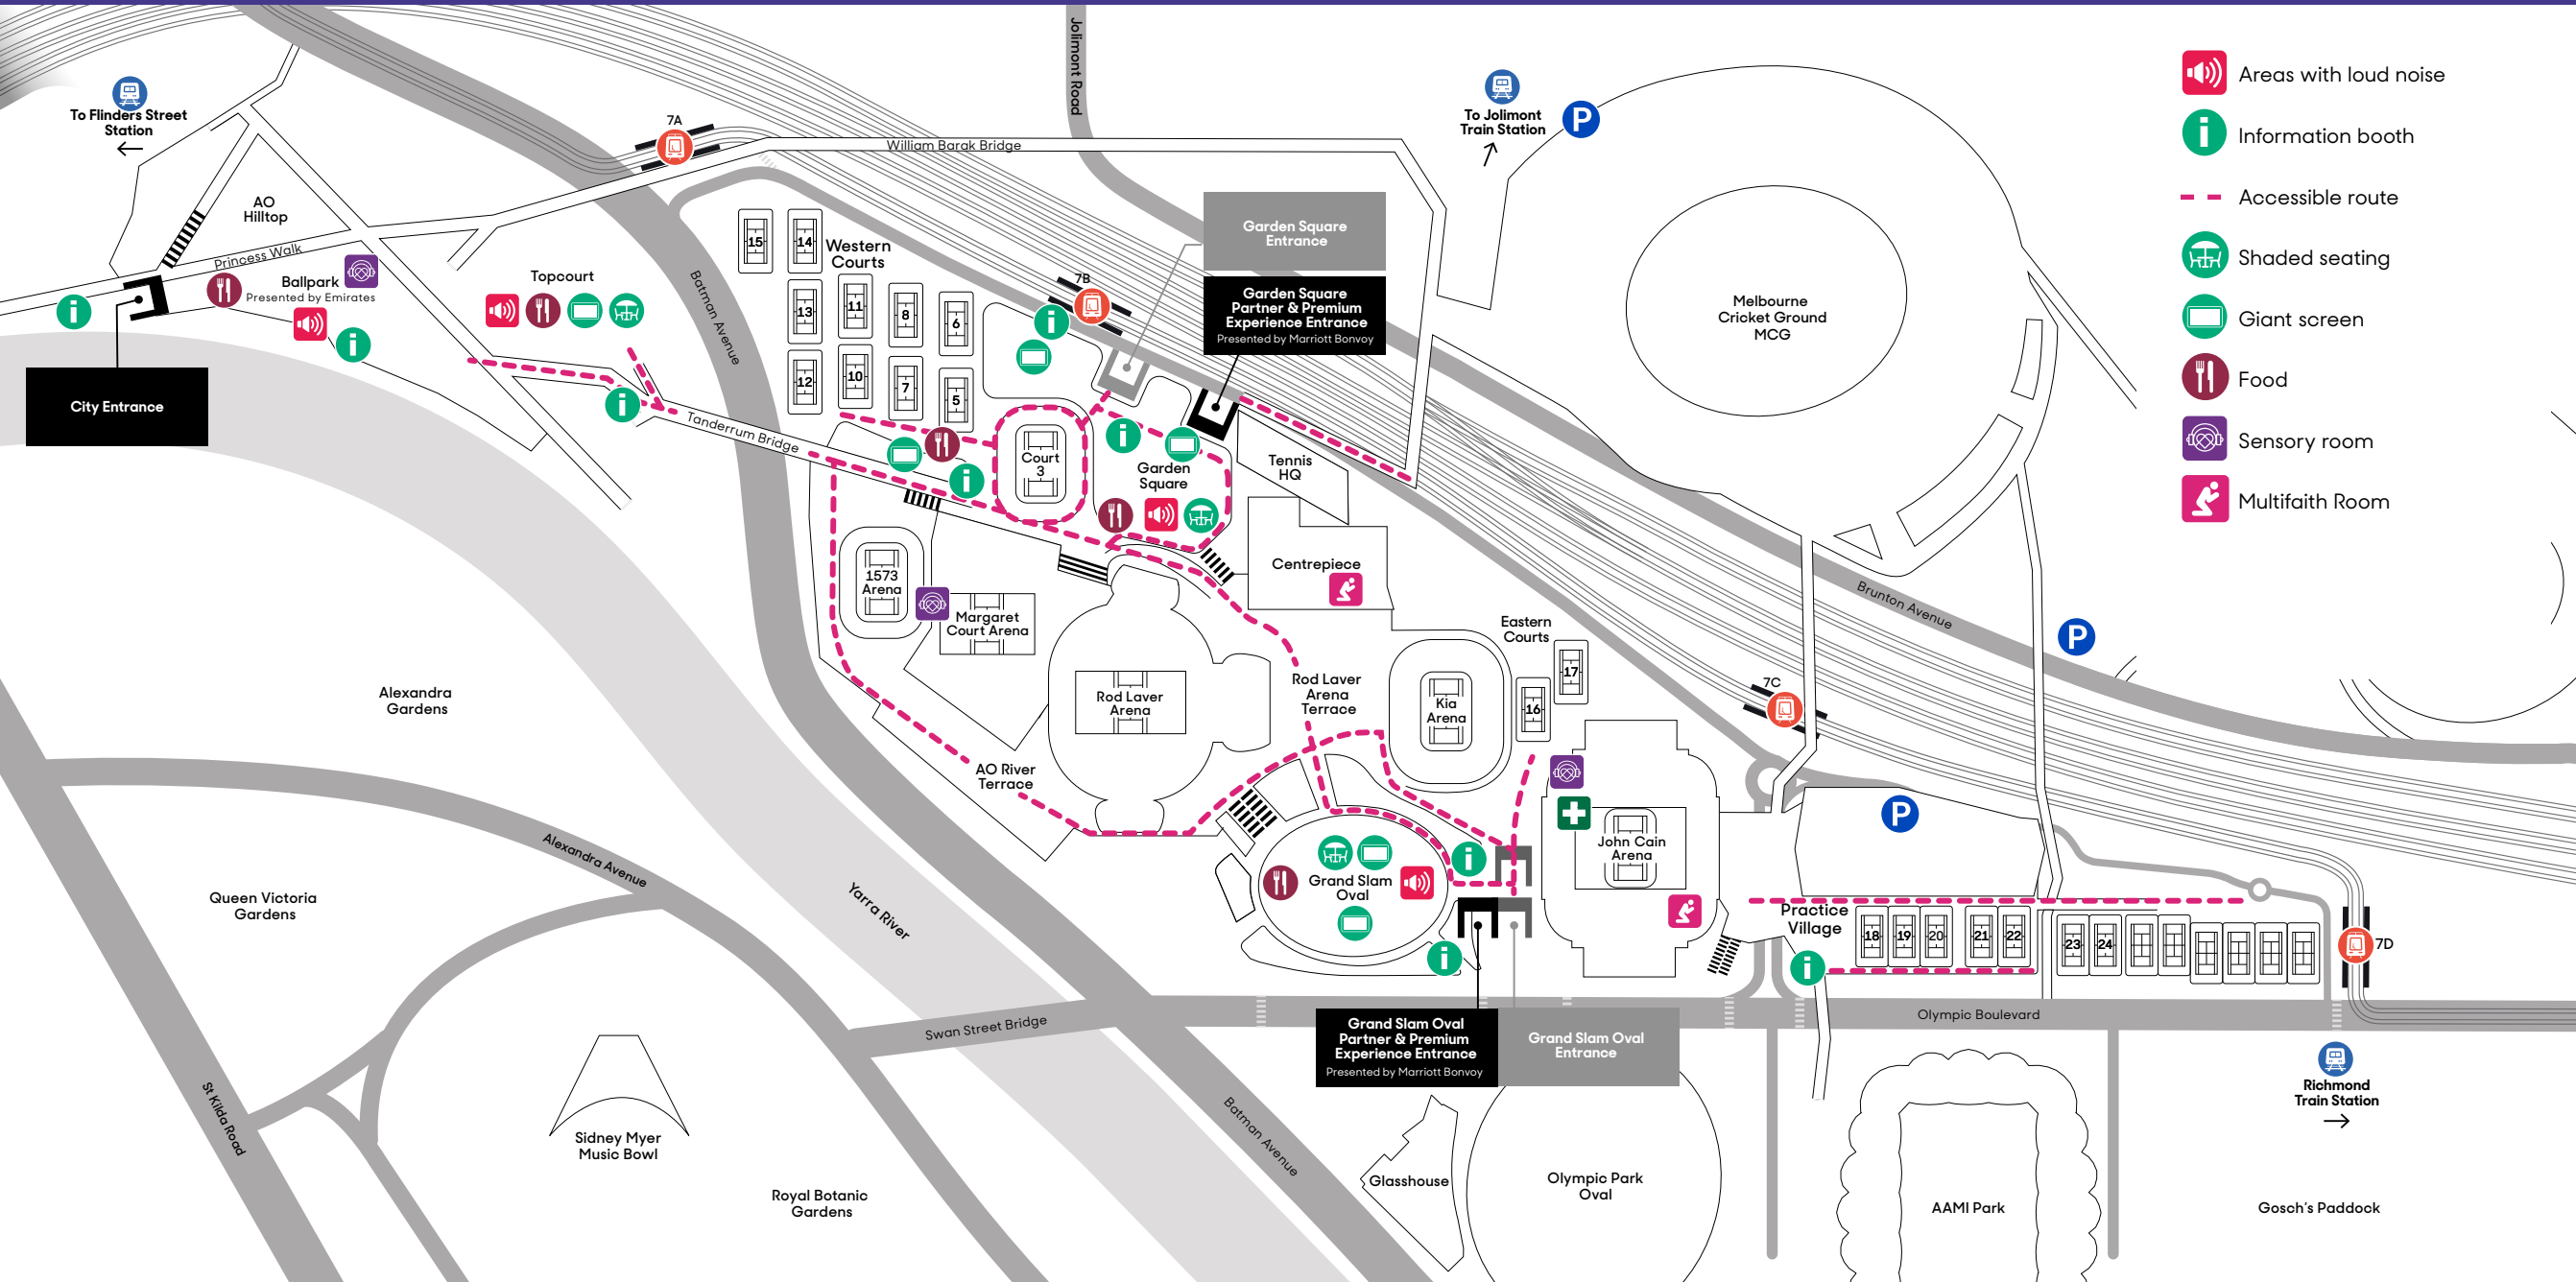 Jolimont Road
To Flinders Street
Station
7A
William Barak Bridge
To Jolimont
Train Station
P
Areas with loud noise
i
Information booth
Accessible route
Shaded seating
Giant screen
Food
Sensory room
Multifaith Room
AO
Hilltop
Princess Walk
Ballpark
Presented by Emirates
i
i
City Entrance
Topcourt
i
Batman Avenue
Tanderrum Bridge
15
14
Western
Courts
13
11
8
6
12
10
7
5
7B
i
Garden Square
Entrance
Garden Square
Partner & Premium
Experience Entrance
Presented by Marriott Bonvoy
Melbourne
Cricket Ground
MCG
i
Court
3
i
Garden
Square
Tennis
HQ
Centrepiece
1573
Arena
Margaret
Court Arena
Rod Laver
Arena
Rod Laver
Arena
Terrace
Eastern
Courts
17
16
Kia
Arena
7C
Brunton Avenue
P
P
Alexandra
Gardens
AO River
Terrace
John Cain
Arena
i
Grand Slam
Oval
i
Practice
Village
18
19
20
21
22
23
24
7D
i
Alexandra Avenue
Queen Victoria
Gardens
Yarra River
Swan Street Bridge
Olympic Boulevard
Grand Slam Oval
Partner & Premium
Experience Entrance
Presented by Marriott Bonvoy
Grand Slam Oval
Entrance
Richmond
Train Station
St Kilda Road
Sidney Myer
Music Bowl
Royal Botanic
Gardens
Batman Avenue
Glasshouse
Olympic Park
Oval
AAMI Park
Gosch's Paddock